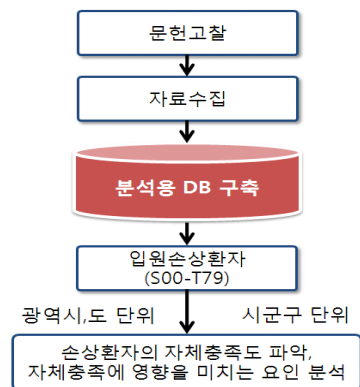 문헌고찰
자료수집
분석용 DB 구축
입원손상환자
(S00-T79)
광역시,도 단위 시군구 단위
손상환자의 자체충족도 파악,
자체충족에 영향을 미치는 요인 분석